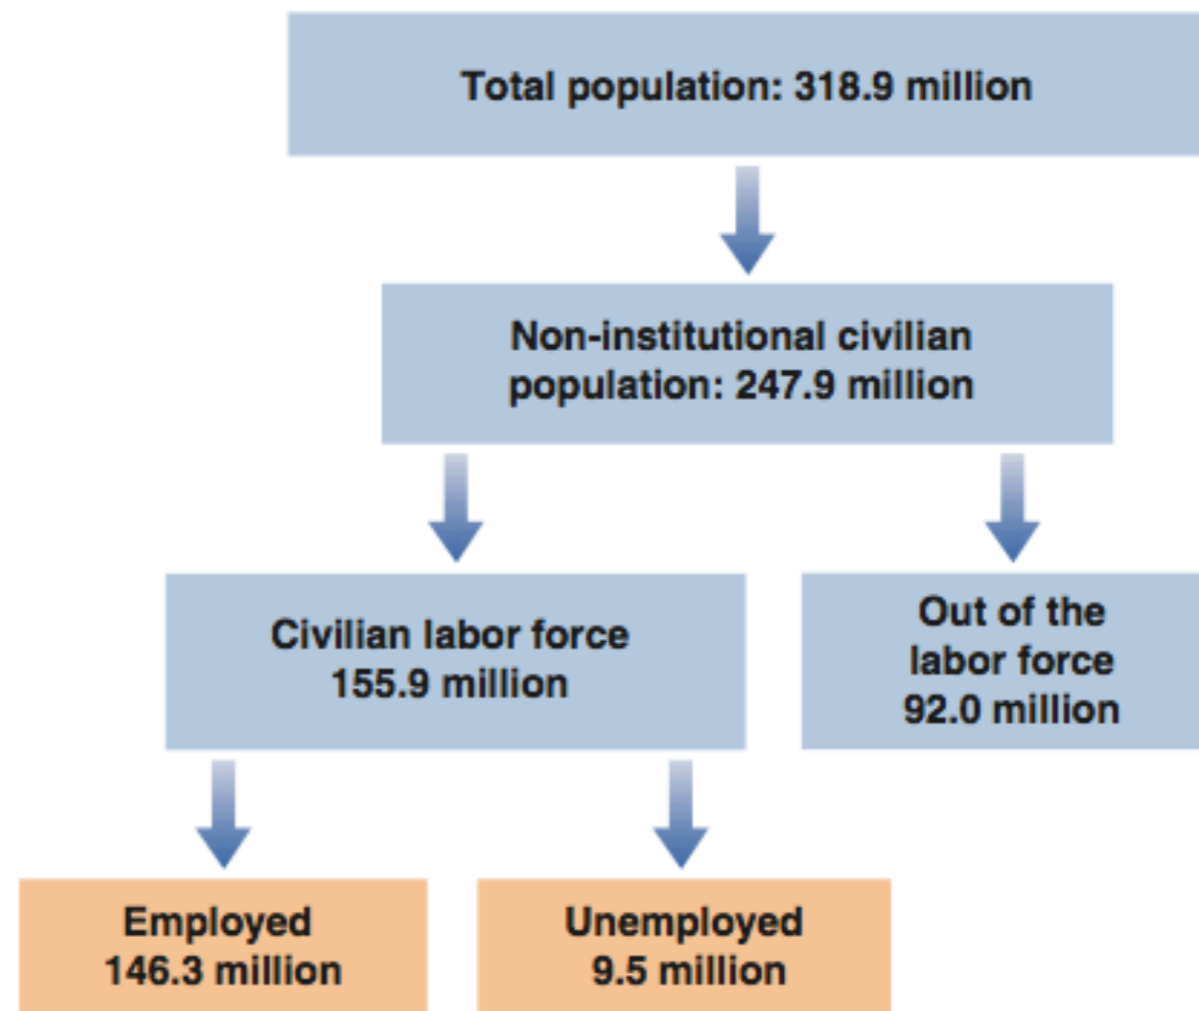 Total population: 318.9 million
Non-institutional civilian
population: 247.9 million
Civilian labor force
155.9 million
Out of the
labor force
92.0 million
Employed
146.3 million
Unemployed
9.5 million